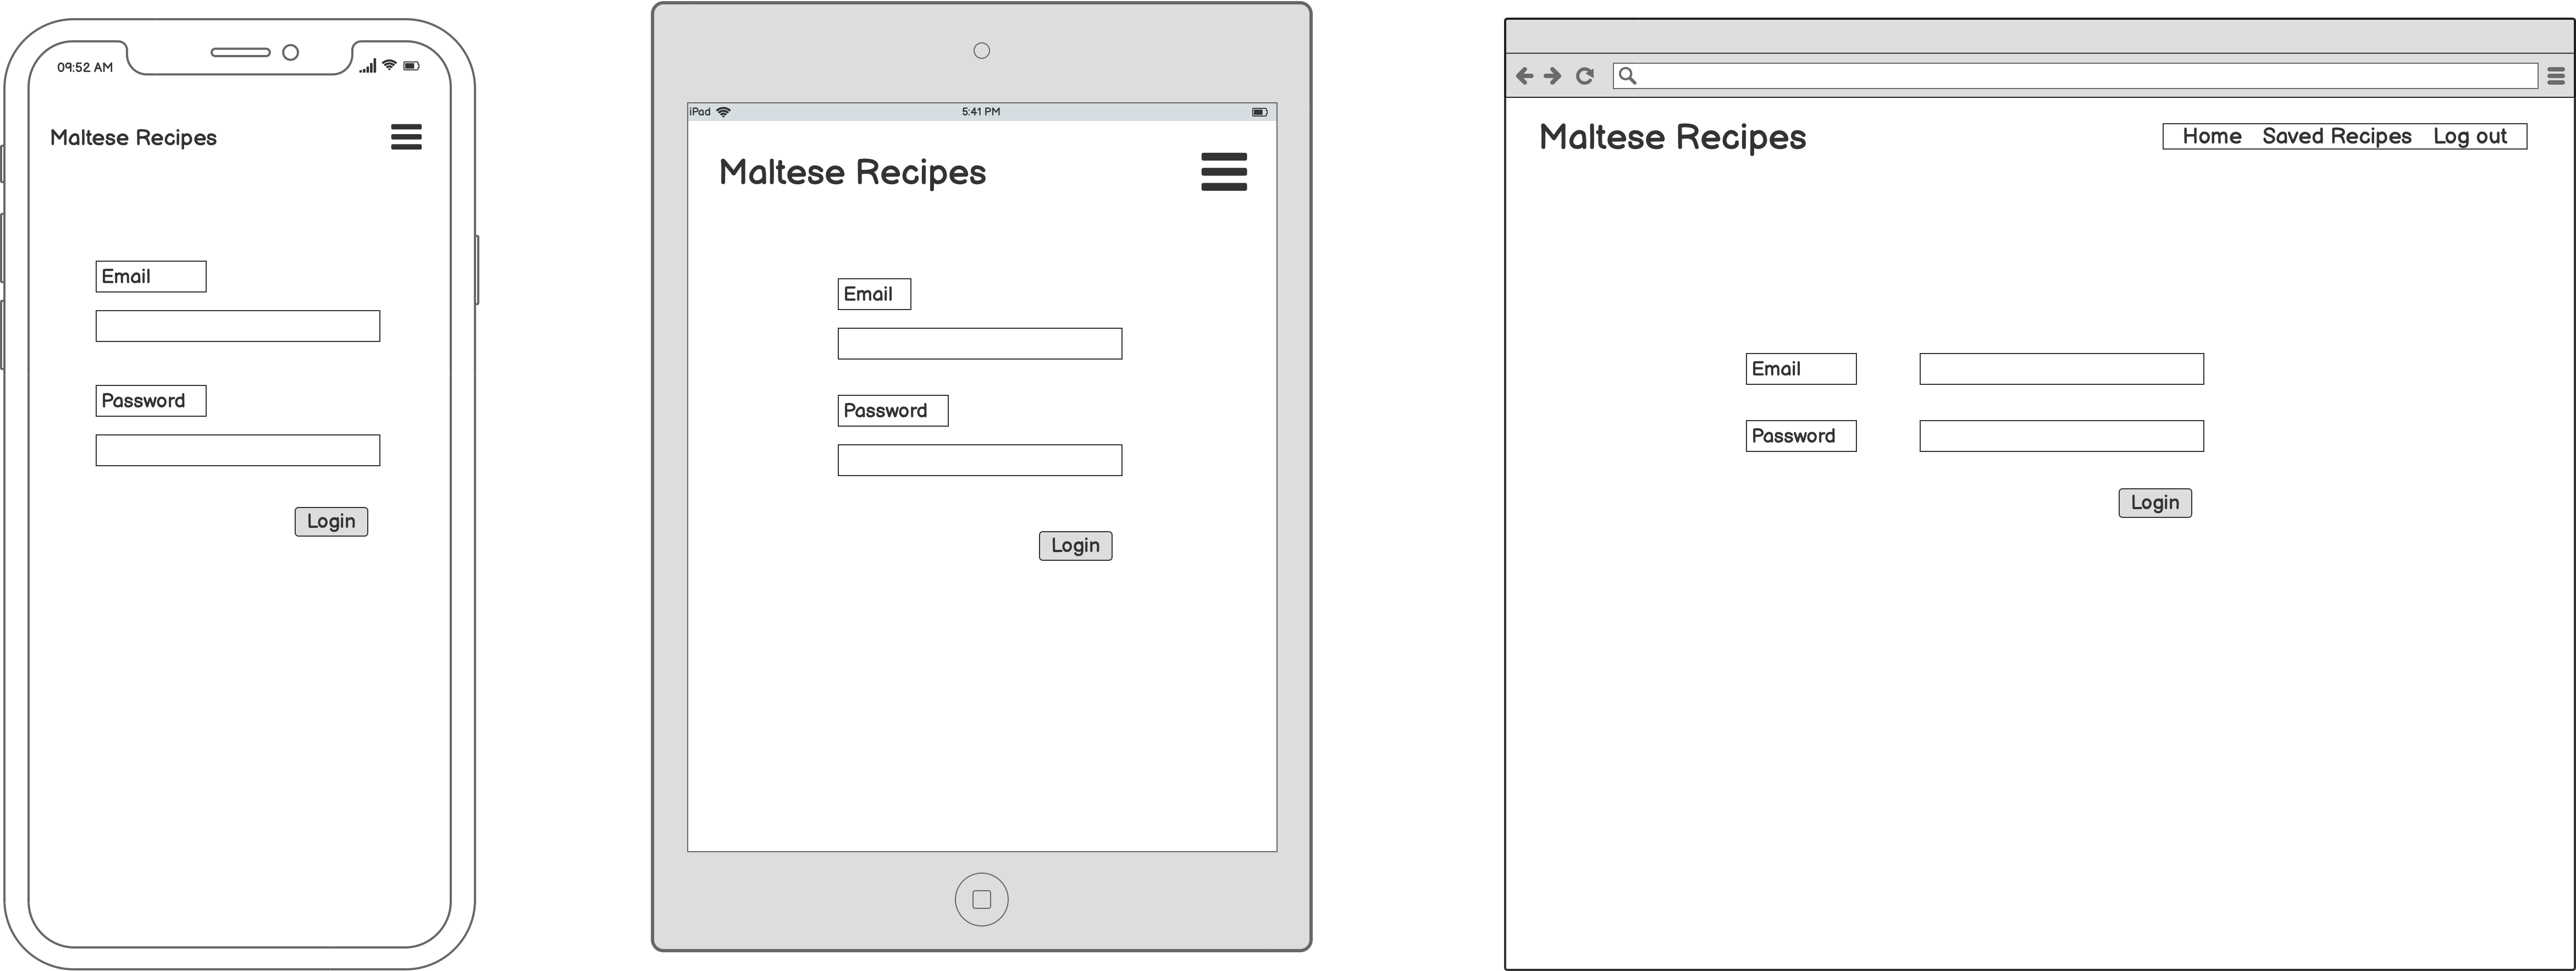 09:52 AM
Maltese Recipes
Email
Password
Login
iPad 5:41 PM
Maltese Recipes
Email
Password
Login
Maltese Recipes Home Saved Recipes Log out
Email
Password
Login